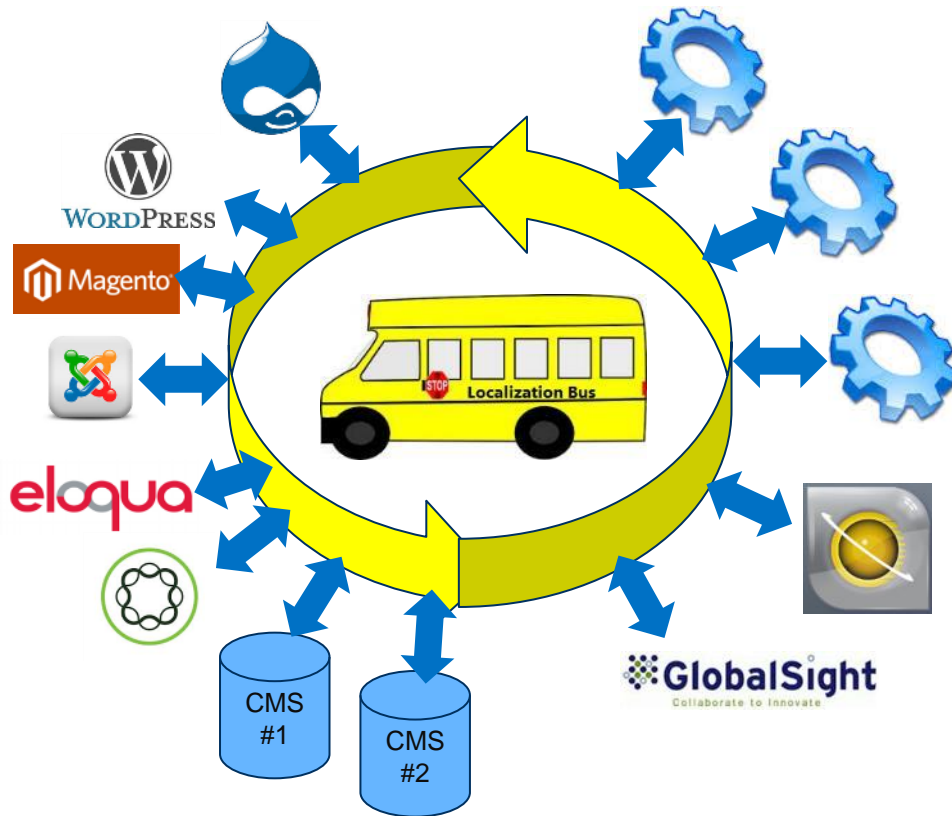 WORDPRESS
Magento
STOP
Localization Bus
eloqua
GlobalSight
Collaborate to Innovate
CMS
#1
CMS
#2